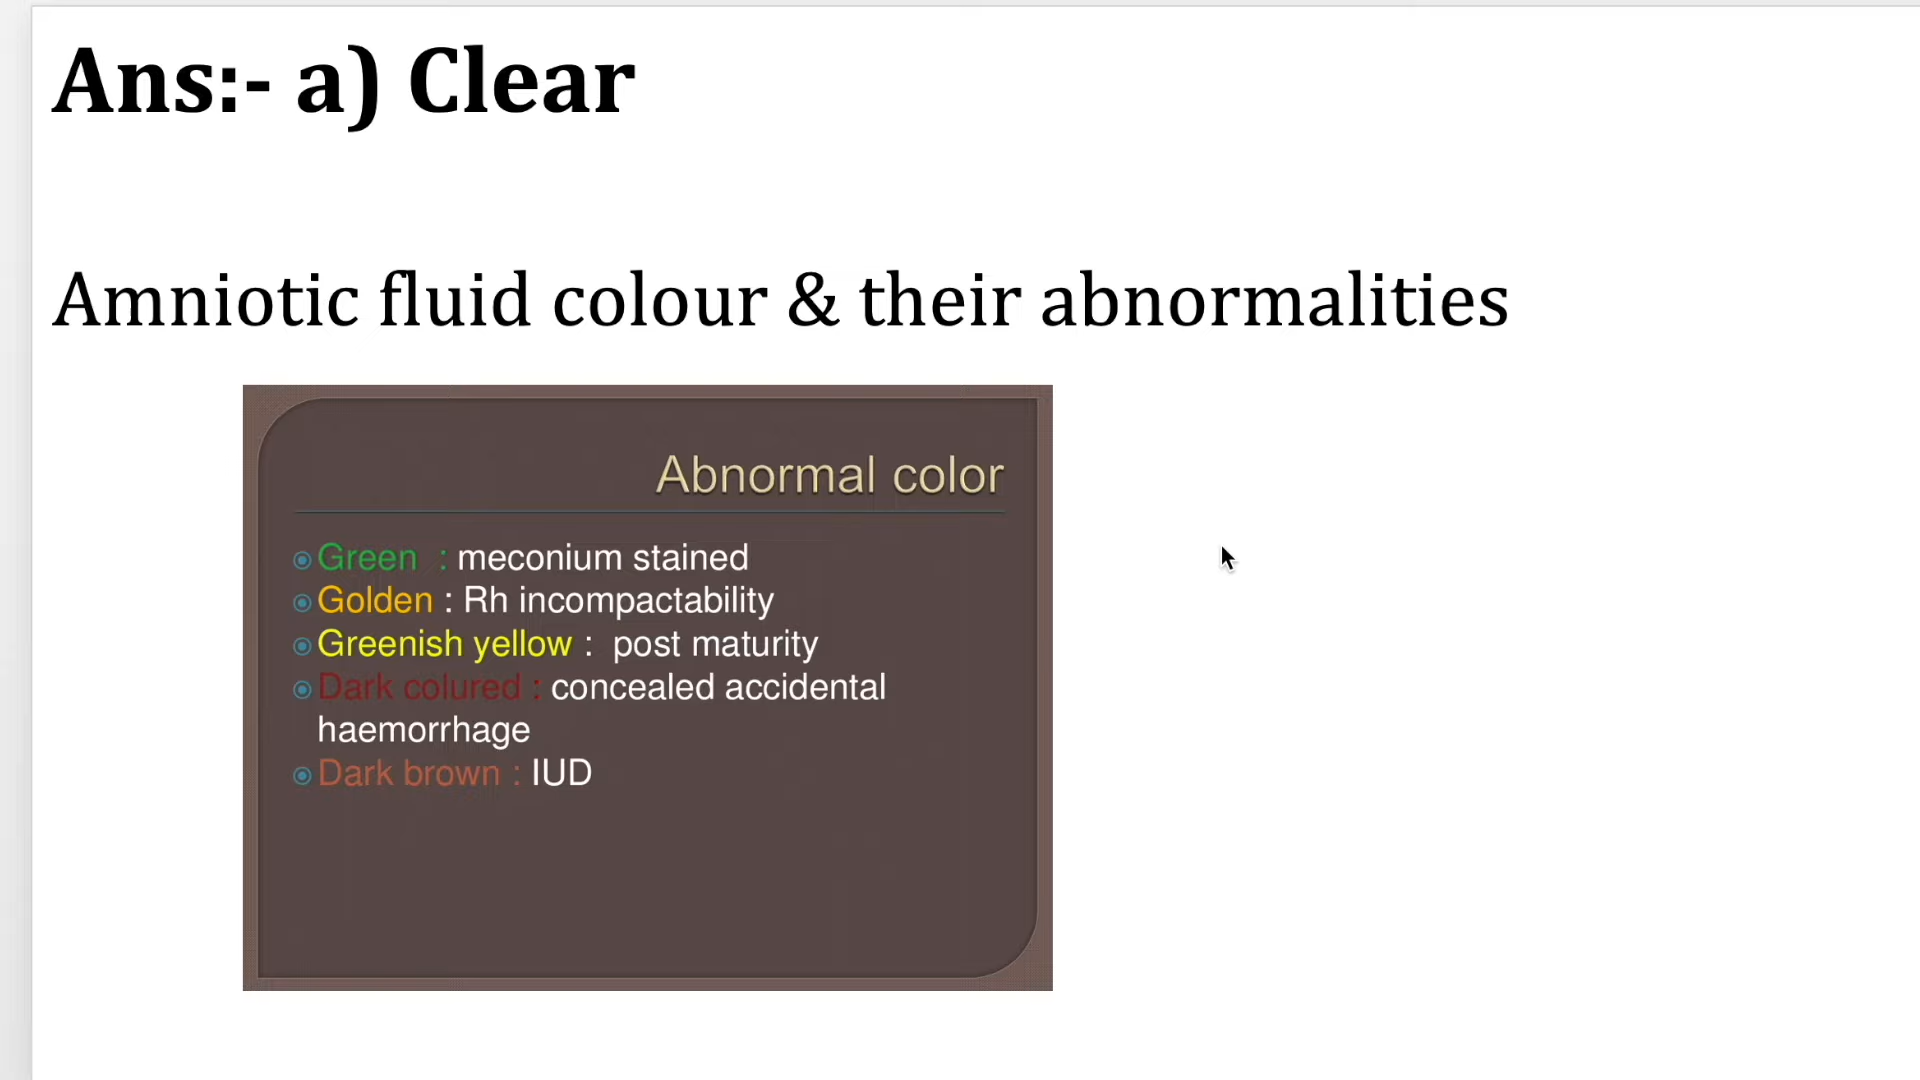 Ans:- a) Clear
Amniotic fluid colour & their abnormalities
Abnormal color
Green : meconium stained
Golden : Rh incompactability
Greenish yellow : post maturity
Dark colured : concealed accidental
haemorrhage
Dark brown : IUD